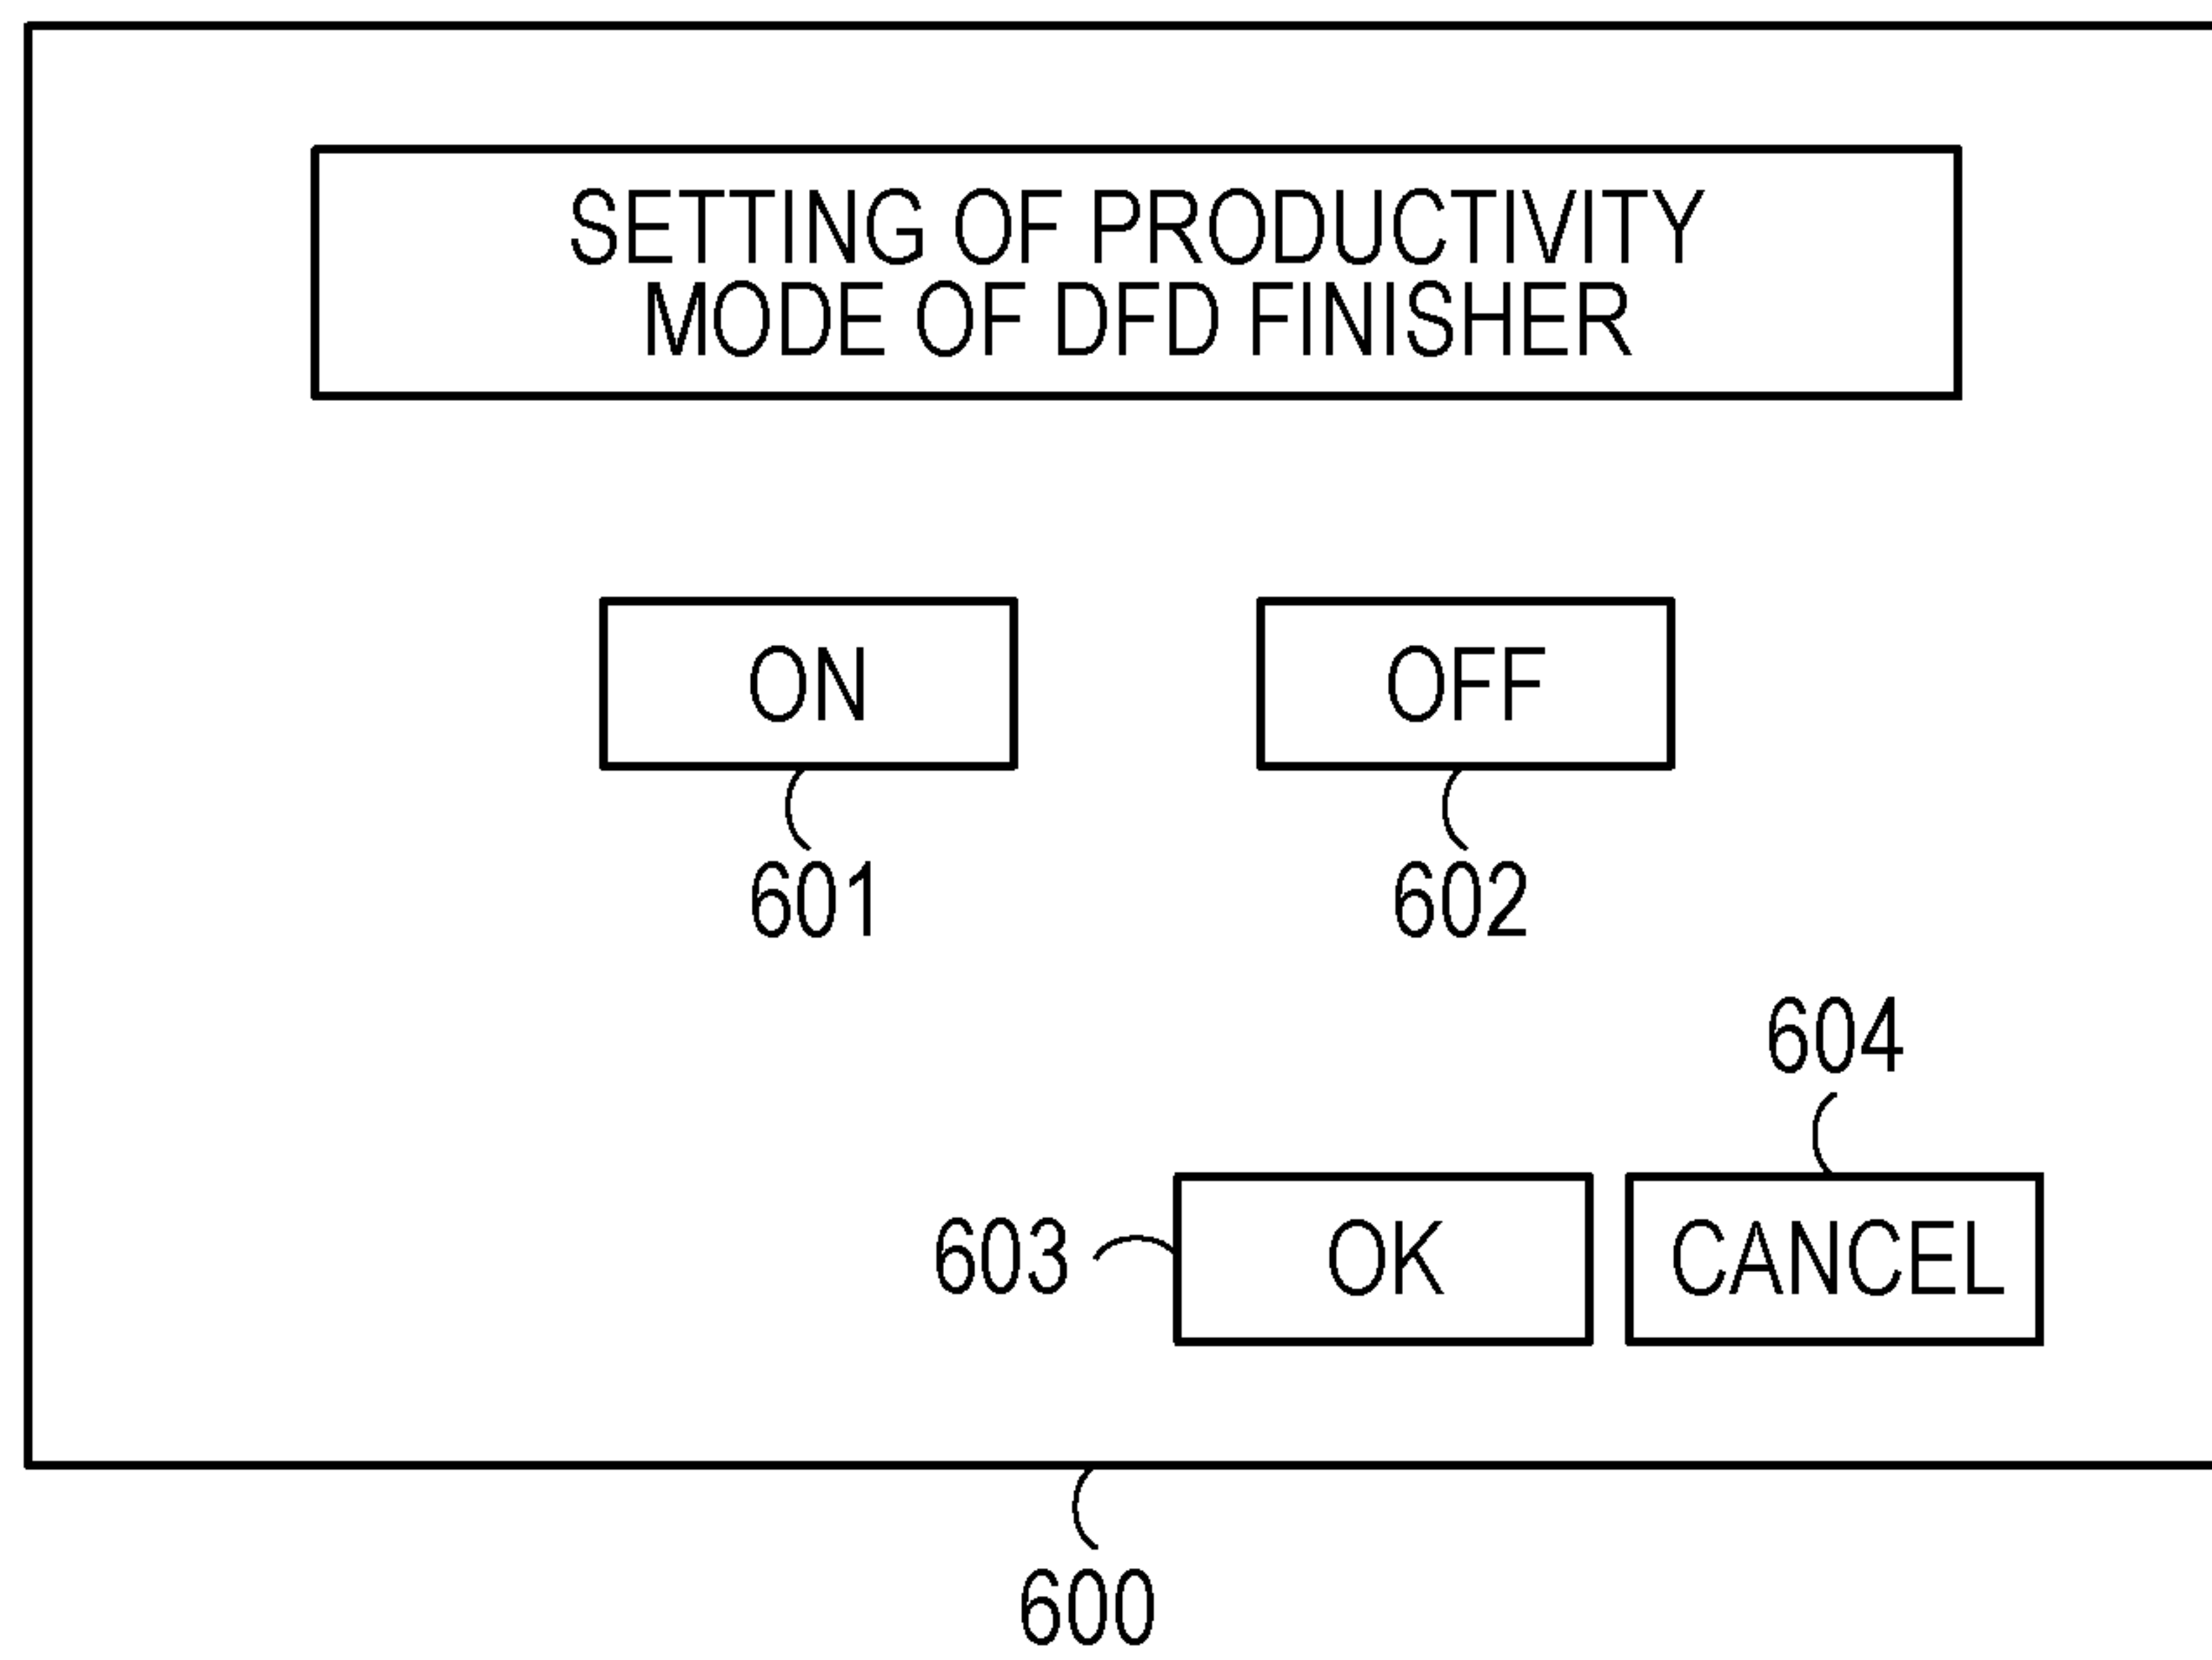 SETTING OF PRODUCTIVITY
MODE OF DFD FINISHER
ON
OFF
601
602
604
603
OK
CANCEL
600